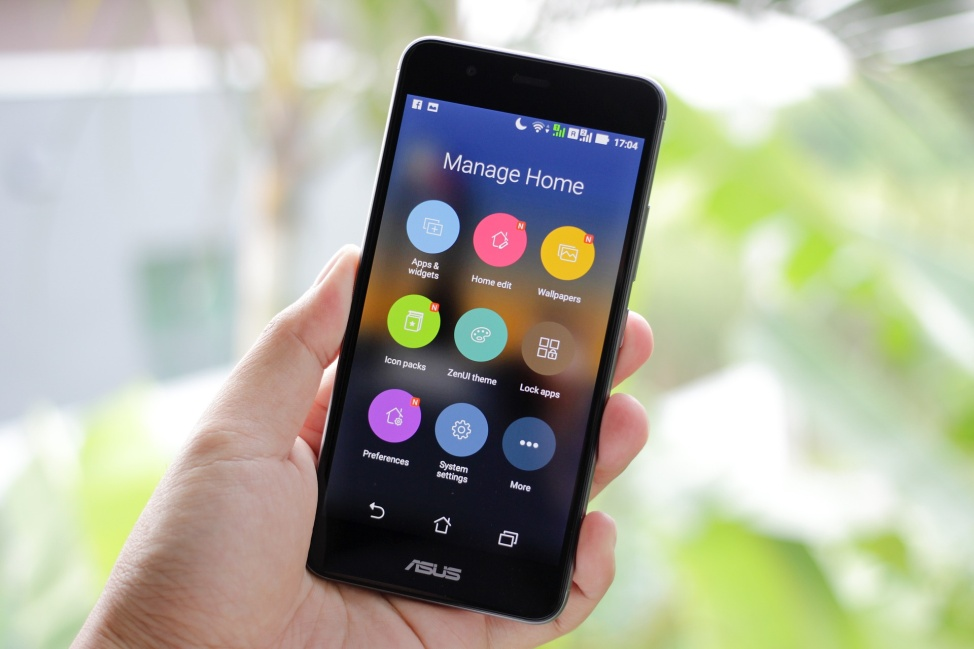 17:04
Manage Home
Apps &
widgets
N
Home edit
N
Wallpapers
N
Icon packs
ZenUI theme
Lock apps
N
Preferences
System
settings
More
ASUS